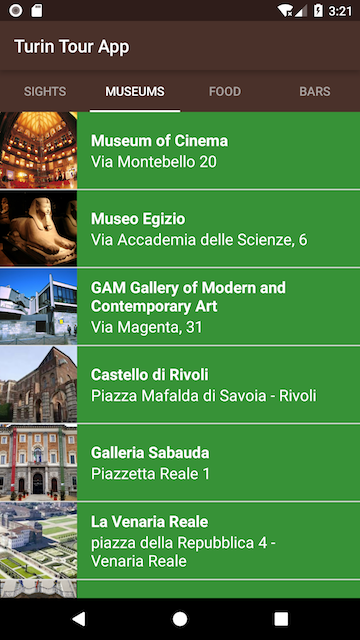 3:21
Turin Tour App
SIGHTS MUSEUMS FOOD BARS
Museum of Cinema
Via Montebello 20
Museo Egizio
Via Accademia delle Scienze, 6
GAM Gallery of Modern and
Contemporary Art
Via Magenta, 31
Castello di Rivoli
Piazza Mafalda di Savoia - Rivoli
Galleria Sabauda
Piazzetta Reale 1
La Venaria Reale
piazza della Repubblica 4 -
Venaria Reale